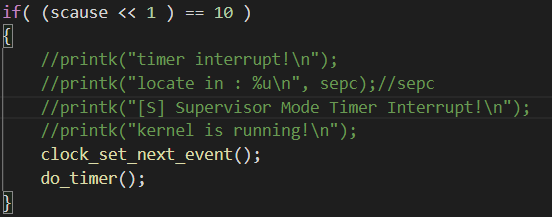 if( (scause << 1 ) == 10 )
{
//printk("timer interrupt!\n");
//printk("locate in : %u\n", sepc);//sepc
//printk("[S] Supervisor Mode Timer Interrupt!\n");
//printk("kernel is running!\n");
clock_set_next_event();
do_timer();
}